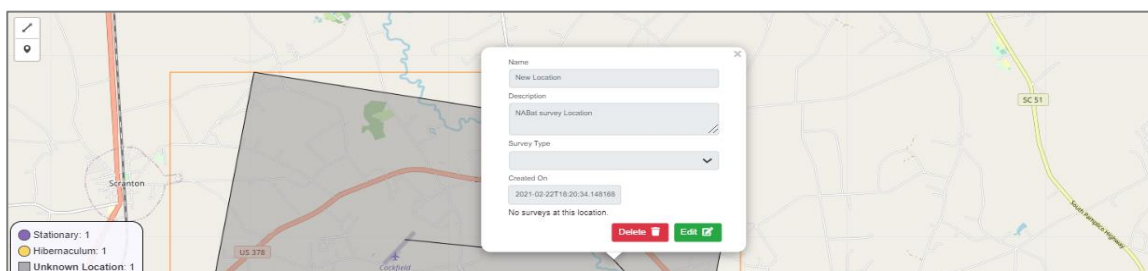 Name
New Location
Description
NABat survey Location
Survey Type
Created On
2021-02-22T18:20:34.148168
No surveys at this location.
Delete
Edit
SC 51
Scranton
South Pamplico Highway
Stationary: 1
Hibernaculum: 1
Unknown Location: 1
US 378
Cockfield